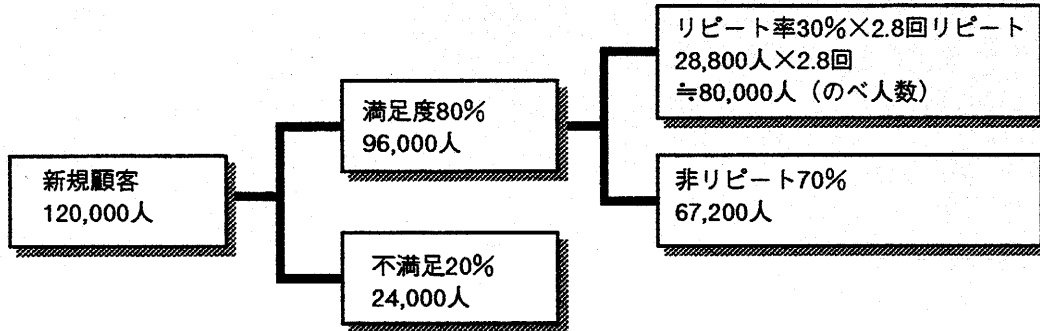 新規顧客
120,000人
満足度80%
96,000人
不満足20%
24,000人
リピート率30%×2.8回リピート
28,800人×2.8回
≒80,000人（のべ人数）
非リピート70%
67,200人